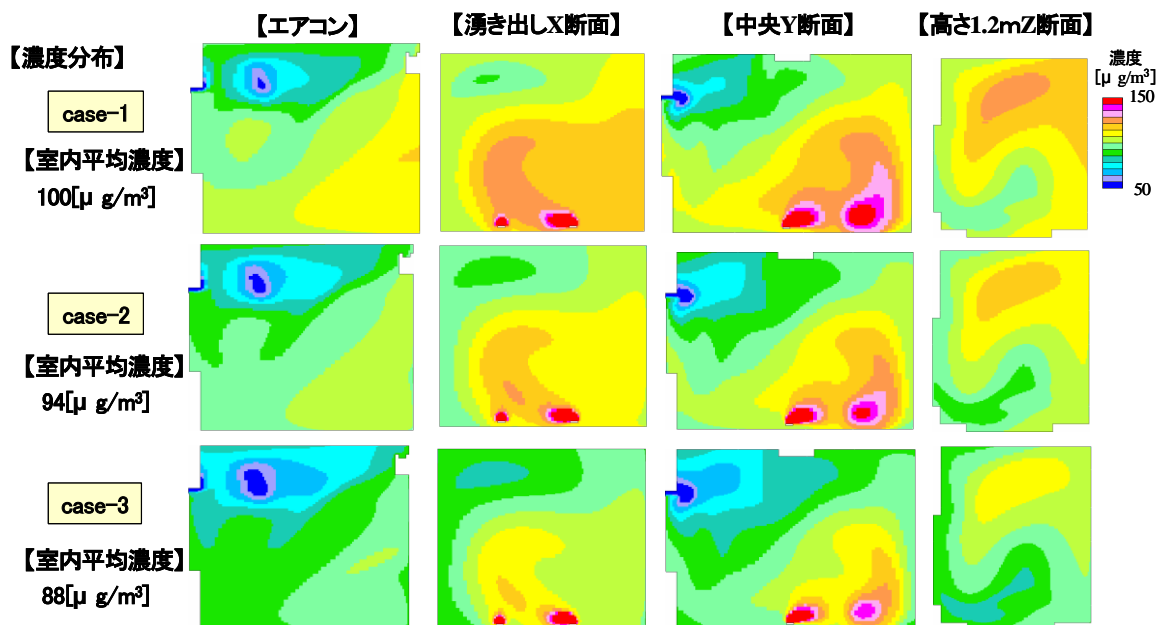 【エアコン】 【湧き出しX断面】 【中央Y断面】 【高さ1.2mZ断面】
【濃度分布】
濃度
[μ g/m³]
150
50
case-1
【室内平均濃度】
100[μ g/m³]
case-2
【室内平均濃度】
94[μ g/m³]
case-3
【室内平均濃度】
88[μ g/m³]